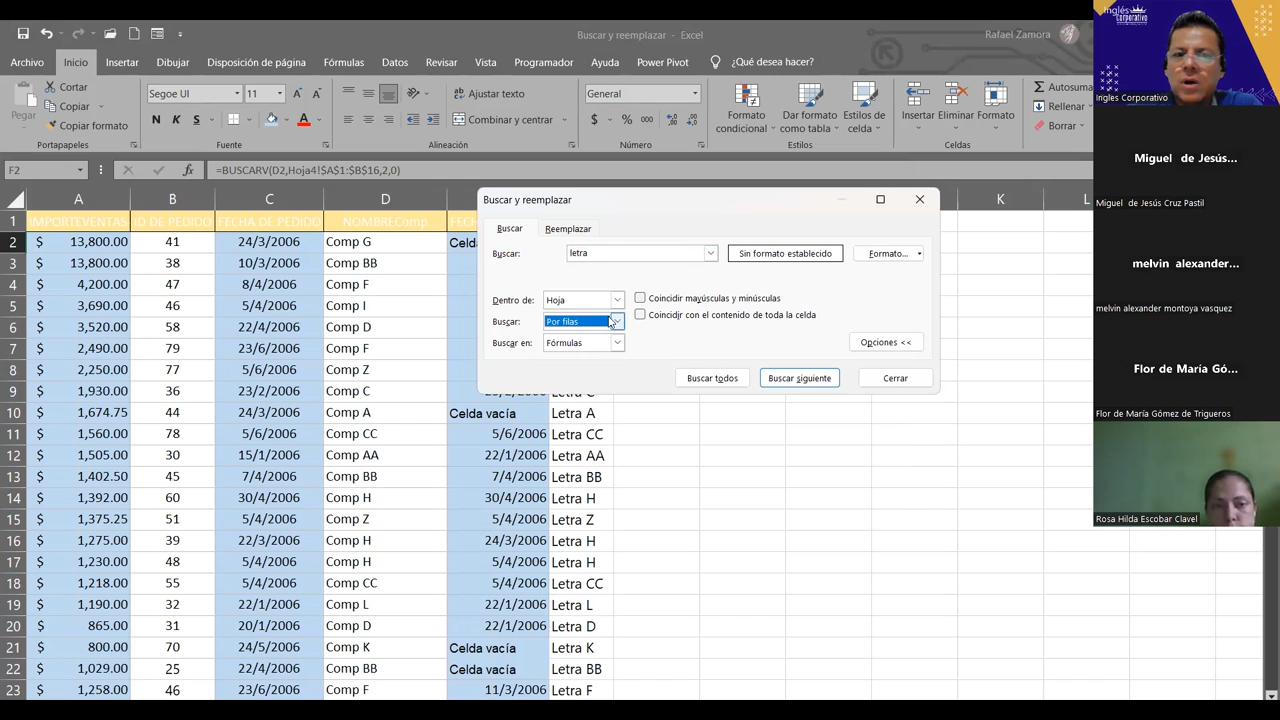 Buscar y reemplazar - Excel
Rafael Zamora
Archivo Inicio Insertar Dibujar Disposición de página Fórmulas Datos Revisar Vista Programador Ayuda Power Pivot ¿Qué desea hacer?
Pegar
Cortar
Copiar
Copiar formato
Portapapeles
Segoe UI 11
N K S
Fuente
Ajustar texto
Combinar y centrar
Alineación
General
$ % 000
Número
Formato condicional
Dar formato como tabla
Estilos de celda
Estilos
Insertar Eliminar Formato
Celdas
Autosuma
Rellenar
Borrar
F2 fx =BUSCARV(D2,Hoja4!$A$1:$B$16,2,0)
A B C D K L
1 IMPORTEVENTAS ID DE PEDIDO FECHA DE PEDIDO NOMBREComp
2 $ 13,800.00 41 24/3/2006 Comp G
3 $ 13,800.00 38 10/3/2006 Comp BB
4 $ 4,200.00 47 8/4/2006 Comp F
5 $ 3,690.00 46 5/4/2006 Comp I
6 $ 3,520.00 58 22/4/2006 Comp D
7 $ 2,490.00 79 23/6/2006 Comp F
8 $ 2,250.00 77 5/6/2006 Comp Z
9 $ 1,930.00 36 23/2/2006 Comp C
10 $ 1,674.75 44 24/3/2006 Comp A Celda vacía Letra A
11 $ 1,560.00 78 5/6/2006 Comp CC 5/6/2006 Letra CC
12 $ 1,505.00 30 15/1/2006 Comp AA 22/1/2006 Letra AA
13 $ 1,402.50 45 7/4/2006 Comp BB 7/4/2006 Letra BB
14 $ 1,392.00 60 30/4/2006 Comp H 30/4/2006 Letra H
15 $ 1,375.25 51 5/4/2006 Comp Z 5/4/2006 Letra Z
16 $ 1,275.00 39 22/3/2006 Comp H 24/3/2006 Letra H
17 $ 1,230.00 48 5/4/2006 Comp H 5/4/2006 Letra H
18 $ 1,218.00 55 5/4/2006 Comp CC 5/4/2006 Letra CC
19 $ 1,190.00 32 22/1/2006 Comp L 22/1/2006 Letra L
20 $ 865.00 31 20/1/2006 Comp D 22/1/2006 Letra D
21 $ 800.00 70 24/5/2006 Comp K Celda vacía Letra K
22 $ 1,029.00 25 22/4/2006 Comp BB Celda vacía Letra BB
23 $ 1,258.00 46 23/6/2006 Comp F 11/3/2006 Letra F
Buscar y reemplazar
Buscar Reemplazar
Buscar: letra Sin formato establecido Formato...
Dentro de: Hoja Coincidir mayúsculas y minúsculas
Buscar: Por filas Coincidir con el contenido de toda la celda
Buscar en: Fórmulas Opciones <<
Buscar todos Buscar siguiente Cerrar
Inglés Corporativo
Ingles Corporativo
Miguel de Jesús...
Miguel de Jesús Cruz Pastil
melvin alexander...
melvin alexander montoya vasquez
Flor de María Gó...
Flor de María Gómez de Trigueros
Rosa Hilda Escobar Clavel